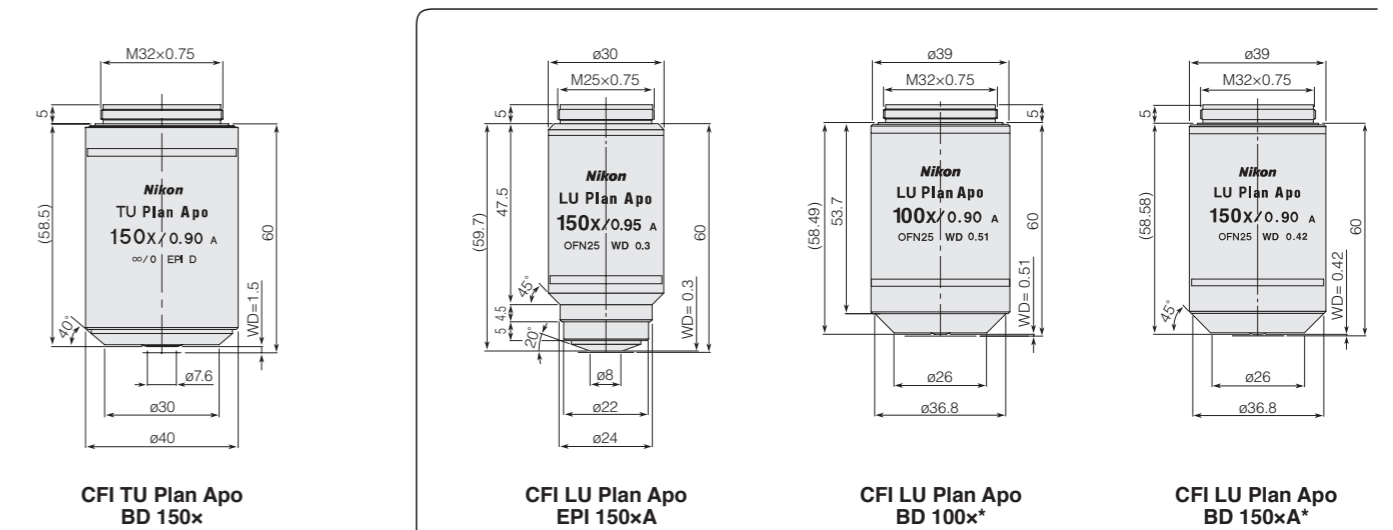 M32×0.75
5
(58.5)
Nikon
TU Plan Apo
150X/0.90 A
∞/0 EPI D
60
40°
WD=1.5
ø7.6
ø30
ø40
CFI TU Plan Apo
BD 150×
ø30
M25×0.75
5
47.5
(59.7)
Nikon
LU Plan Apo
150X/0.95 A
OFN25 WD 0.3
60
45°
4.5
5
20°
WD= 0.3
ø8
ø22
ø24
CFI LU Plan Apo
EPI 150×A
ø39
M32×0.75
5
(58.49)
53.7
Nikon
LU Plan Apo
100X/0.90 A
OFN25 WD 0.51
60
WD= 0.51
ø26
ø36.8
CFI LU Plan Apo
BD 100×*
ø39
M32×0.75
5
(58.58)
Nikon
LU Plan Apo
150X/0.90 A
OFN25 WD 0.42
60
45°
WD= 0.42
ø26
ø36.8
CFI LU Plan Apo
BD 150×A*